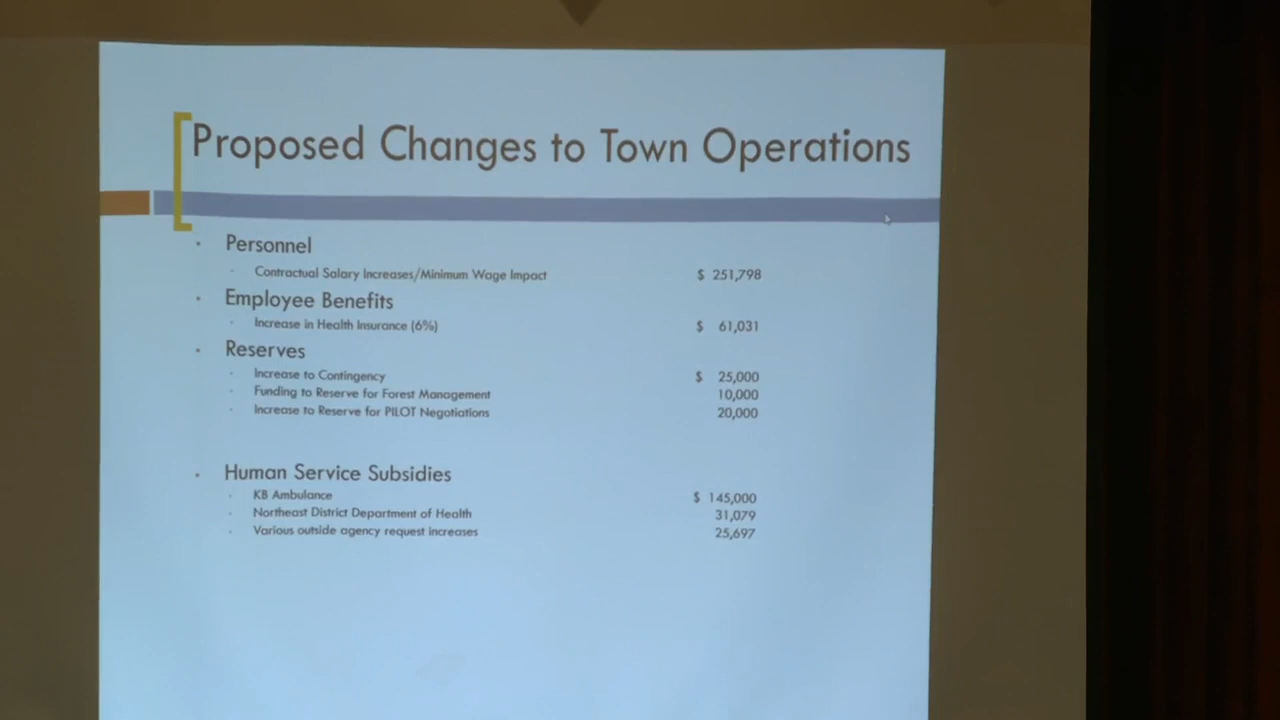 Proposed Changes to Town Operations
Personnel
Contractual Salary Increases/Minimum Wage Impact $ 251,798
Employee Benefits
Increase in Health Insurance (6%) $ 61,031
Reserves
Increase to Contingency $ 25,000
Funding to Reserve for Forest Management 10,000
Increase to Reserve for PILOT Negotiations 20,000
Human Service Subsidies
KB Ambulance $ 145,000
Northeast District Department of Health 31,079
Various outside agency request increases 25,697